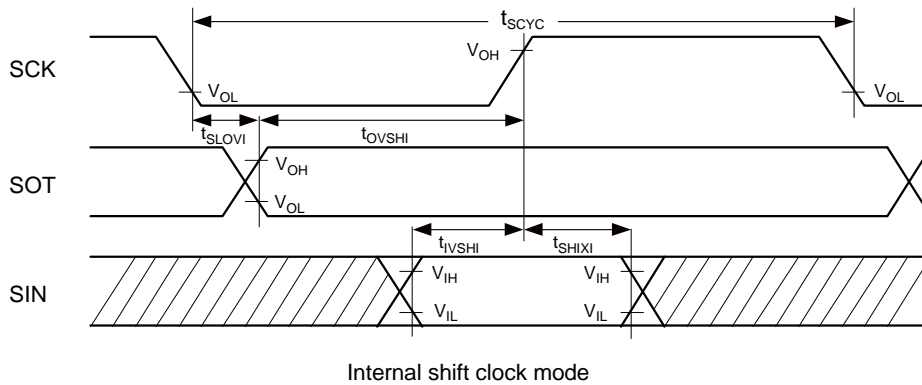 tSCYC
SCK
VOH
VOL
VOL
tSLOVI
tOVSHI
SOT
VOH
VOL
tIVSHI
tSHIXI
SIN
VIH
VIH
VIL
VIL
Internal shift clock mode